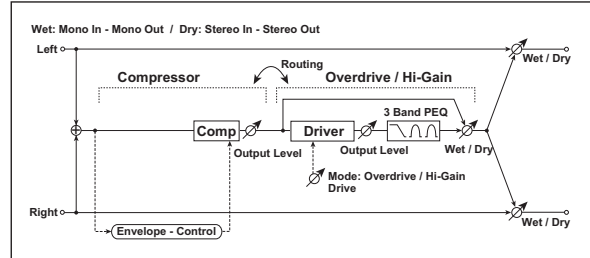 Wet: Mono In - Mono Out / Dry: Stereo In - Stereo Out
Left
Wet / Dry
Routing
Compressor
Overdrive / Hi-Gain
3 Band PEQ
Comp
Driver
Output Level
Output Level
Wet / Dry
Mode: Overdrive / Hi-Gain
Drive
Right
Wet / Dry
Envelope - Control